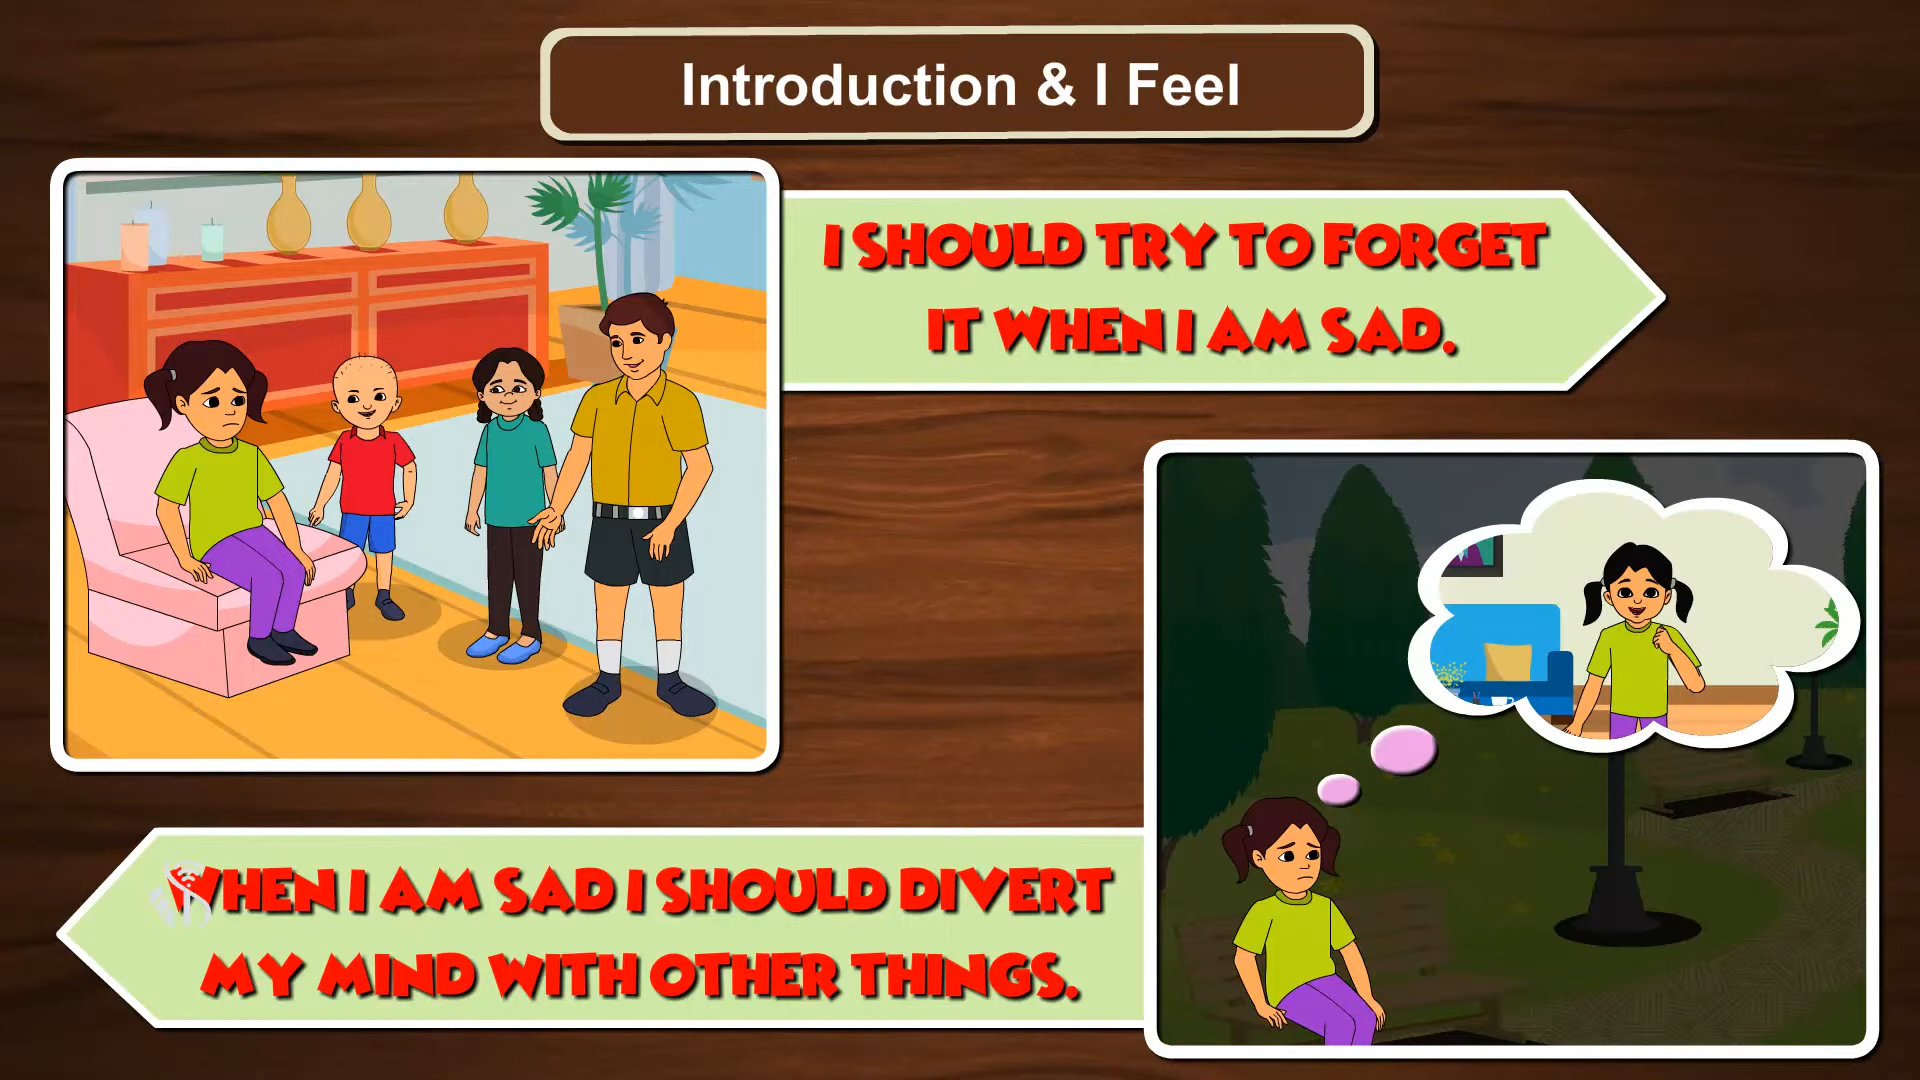 Introduction & I Feel
I SHOULD TRY TO FORGET
IT WHEN I AM SAD.
WHEN I AM SAD I SHOULD DIVERT
MY MIND WITH OTHER THINGS.